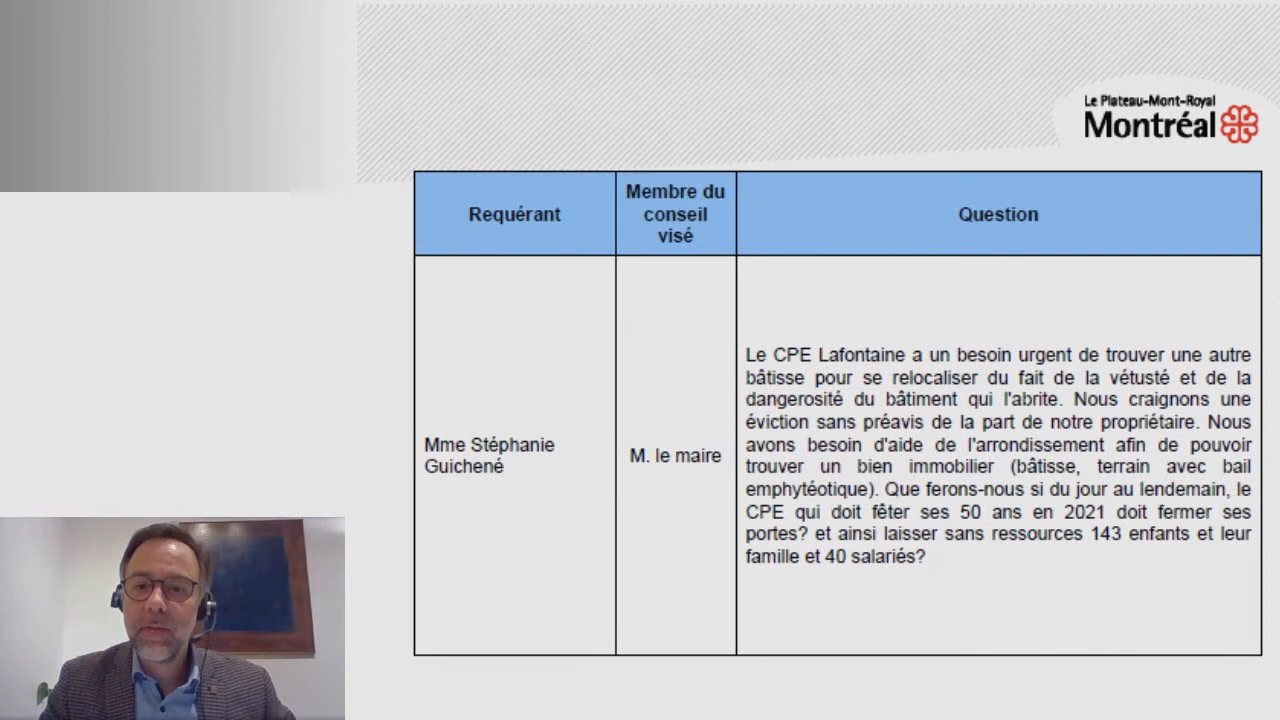 Le Plateau-Mont-Royal
Montréal
Requérant
Membre du
conseil
visé
Question
Mme Stéphanie
Guichené
M. le maire
Le CPE Lafontaine a un besoin urgent de trouver une autre
bâtisse pour se relocaliser du fait de la vétusté et de la
dangerosité du bâtiment qui l'abrite. Nous craignons une
éviction sans préavis de la part de notre propriétaire. Nous
avons besoin d'aide de l'arrondissement afin de pouvoir
trouver un bien immobilier (bâtisse, terrain avec bail
emphytéotique). Que ferons-nous si du jour au lendemain, le
CPE qui doit fêter ses 50 ans en 2021 doit fermer ses
portes? et ainsi laisser sans ressources 143 enfants et leur
famille et 40 salariés?